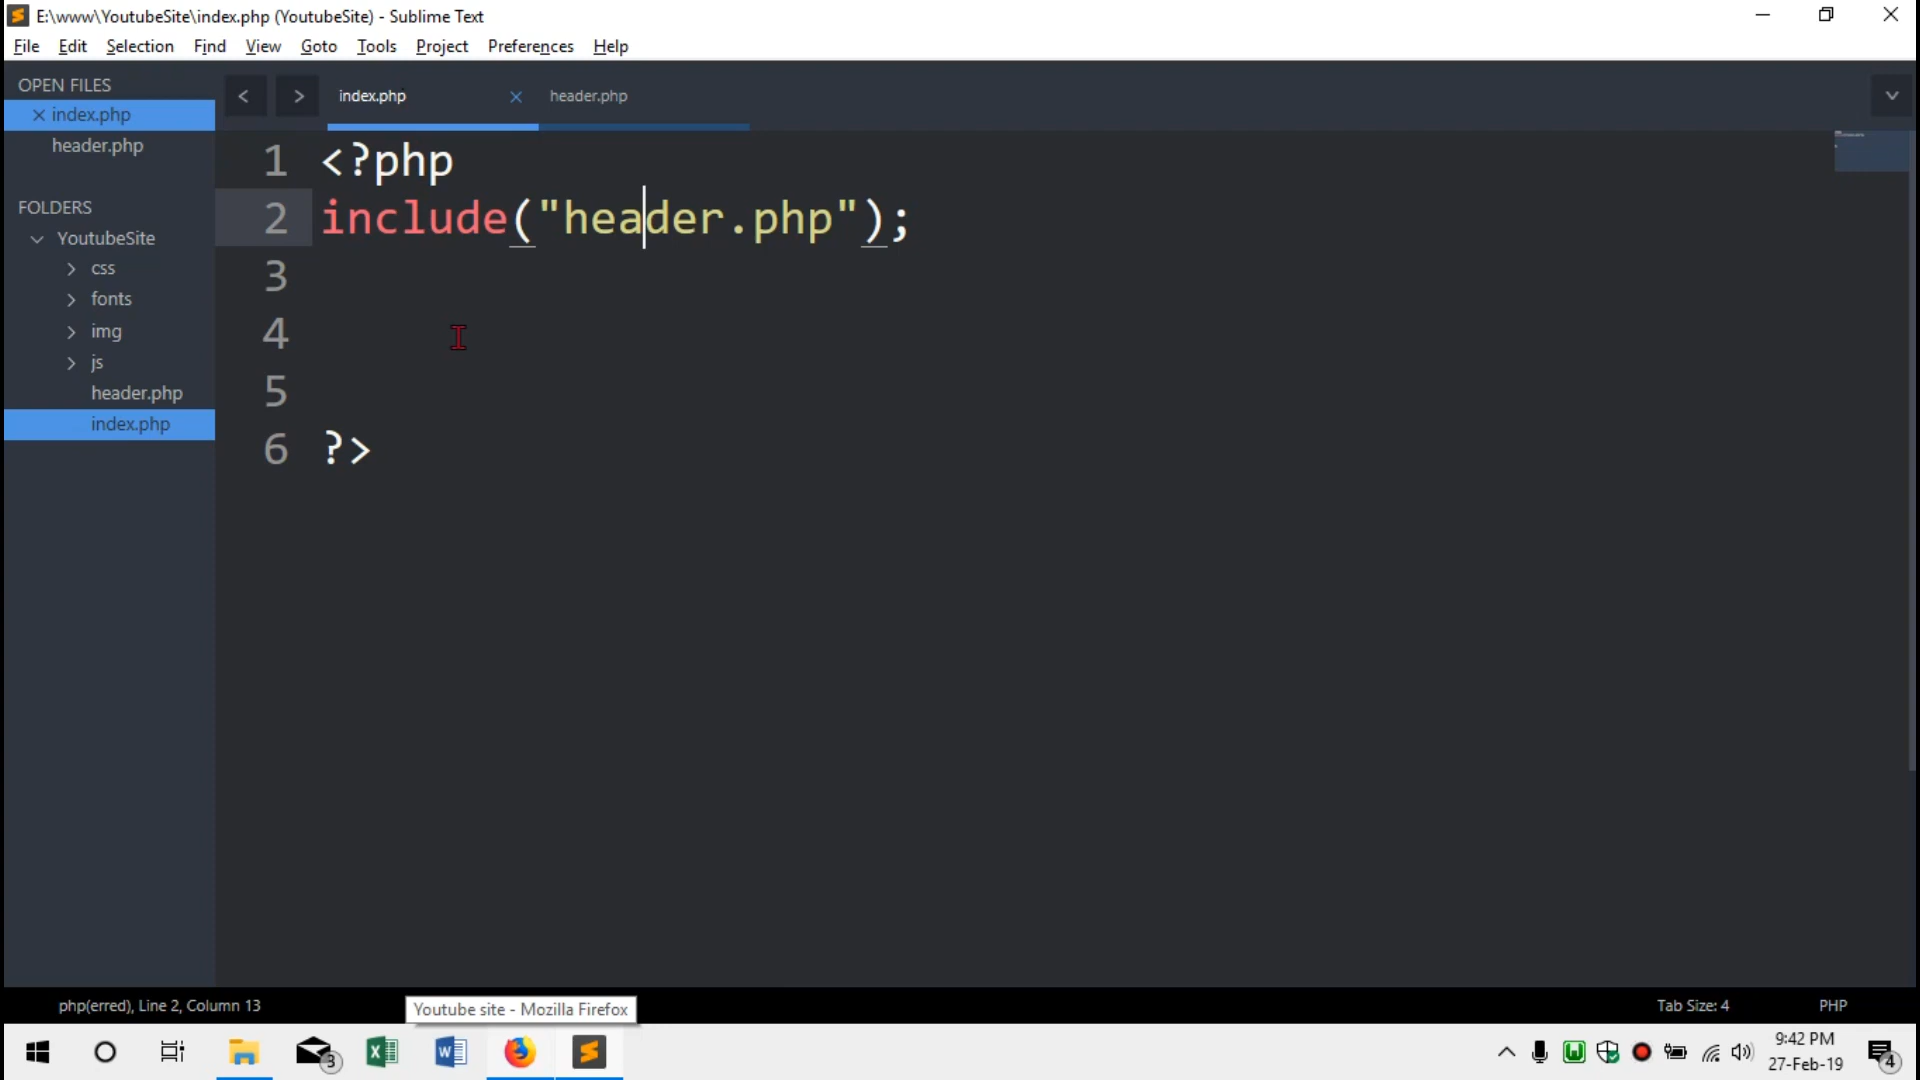 E:\www\YoutubeSite\index.php (YoutubeSite) - Sublime Text
File Edit Selection Find View Goto Tools Project Preferences Help
OPEN FILES
index.php
header.php
FOLDERS
YoutubeSite
css
fonts
img
js
header.php
index.php
index.php header.php
1 <?php
2 include("header.php");
3
4
5
6 ?>
php(erred), Line 2, Column 13
Youtube site - Mozilla Firefox
Tab Size: 4 PHP
3
9:42 PM
27-Feb-19
4